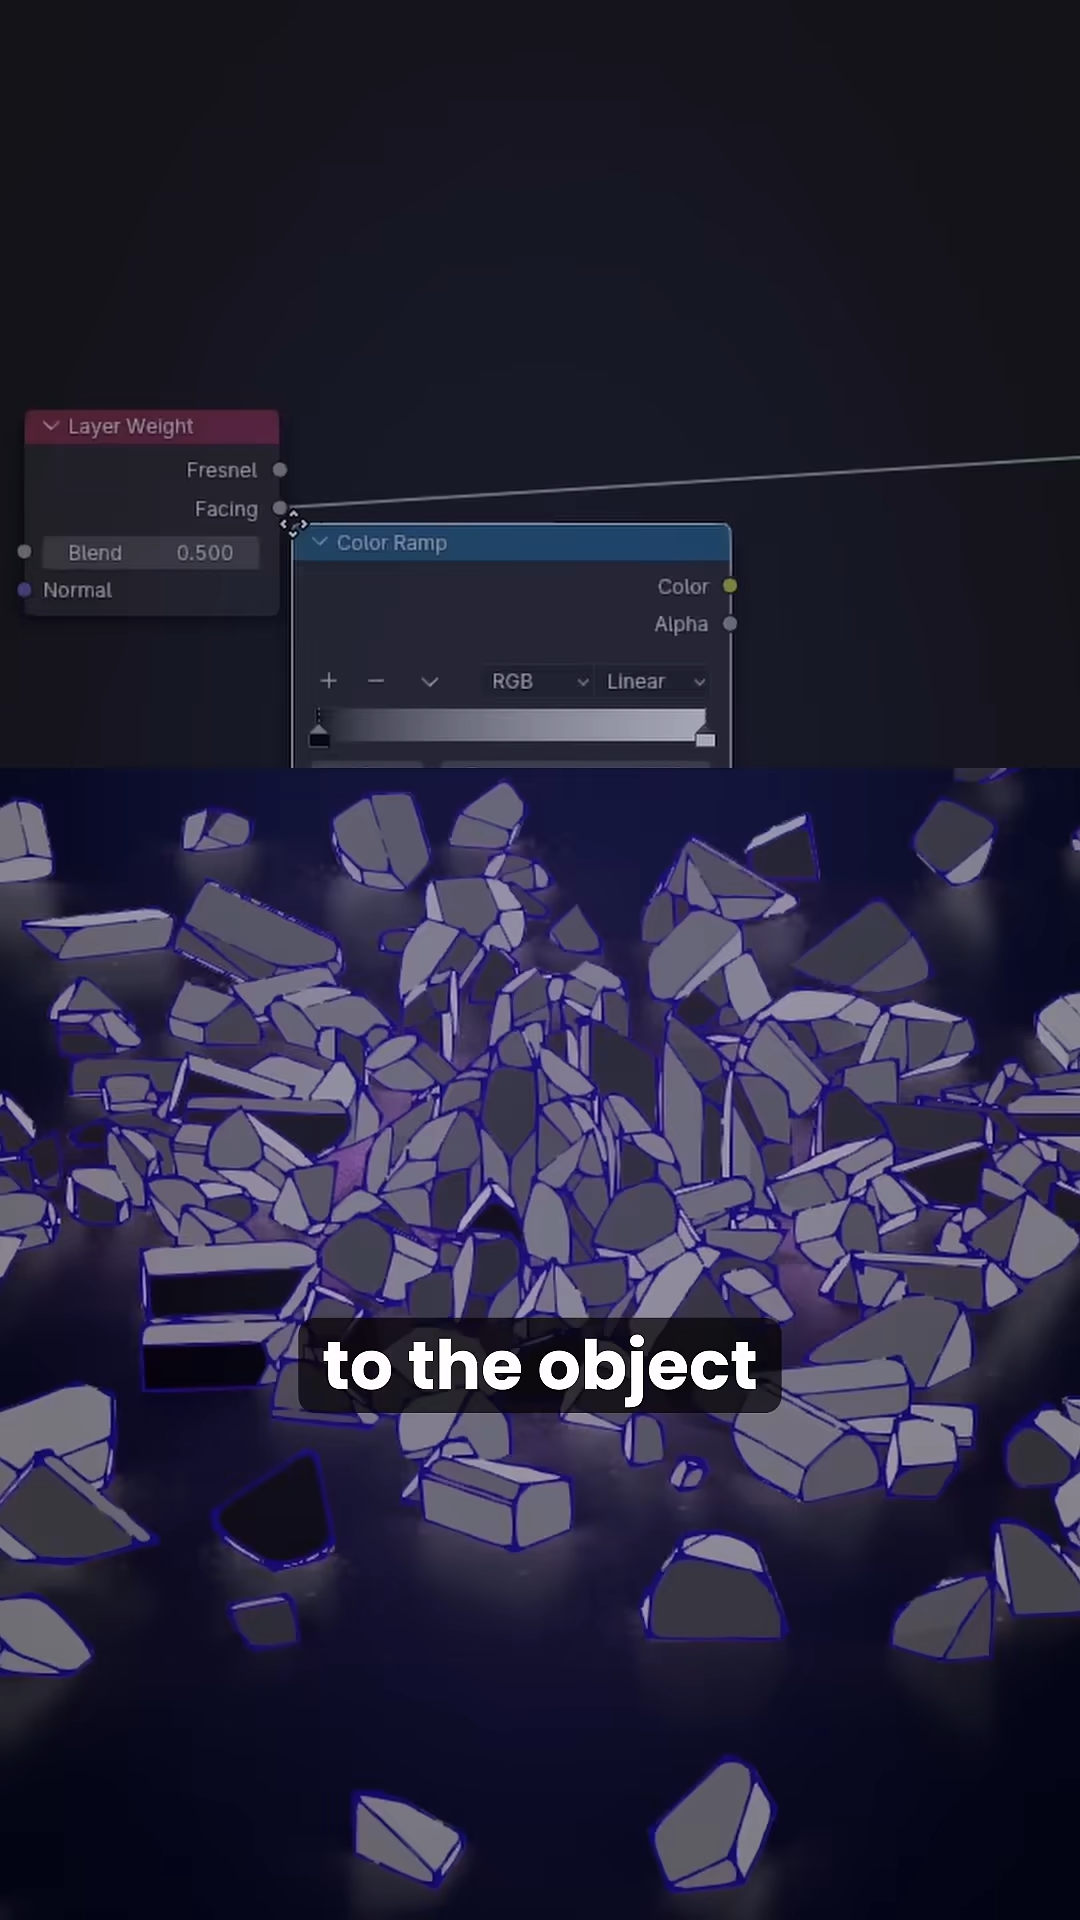 Layer Weight
Fresnel
Facing
Blend 0.500
Normal
Color Ramp
Color
Alpha
RGB Linear
to the object